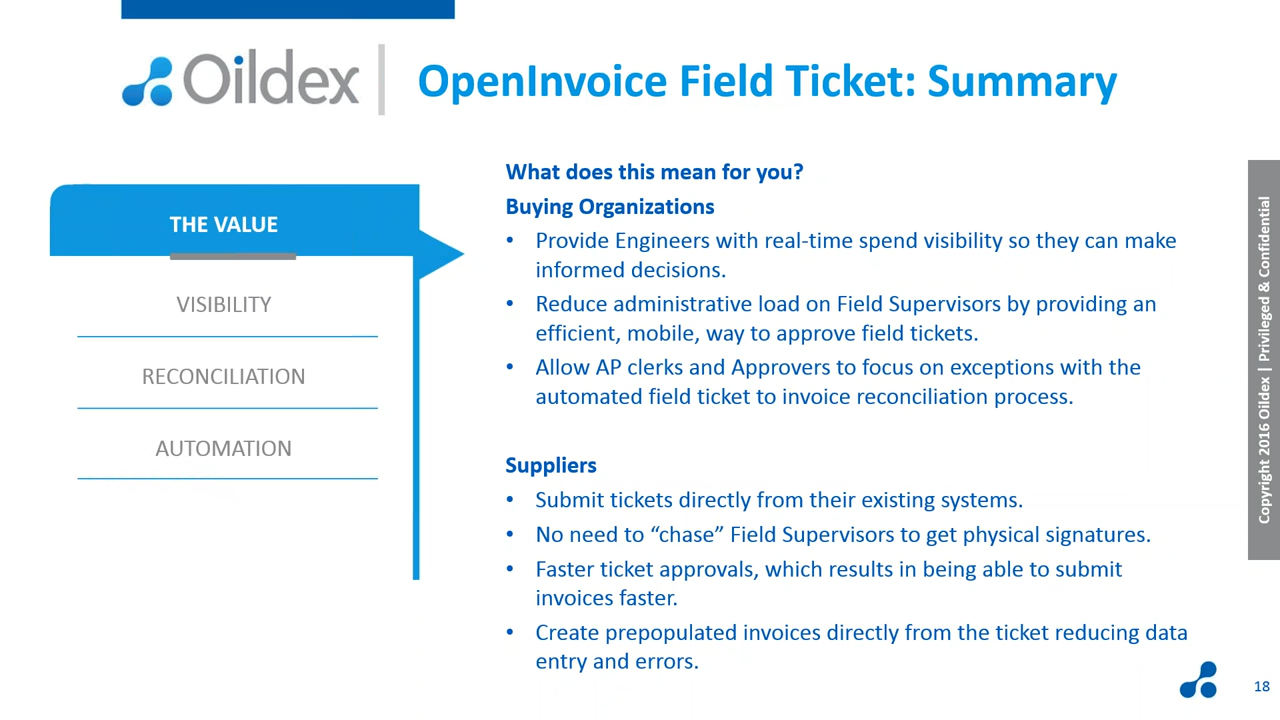 Oildex
OpenInvoice Field Ticket: Summary
THE VALUE
VISIBILITY
RECONCILIATION
AUTOMATION
What does this mean for you?
Buying Organizations
• Provide Engineers with real-time spend visibility so they can make
informed decisions.
• Reduce administrative load on Field Supervisors by providing an
efficient, mobile, way to approve field tickets.
• Allow AP clerks and Approvers to focus on exceptions with the
automated field ticket to invoice reconciliation process.
Suppliers
• Submit tickets directly from their existing systems.
• No need to “chase” Field Supervisors to get physical signatures.
• Faster ticket approvals, which results in being able to submit
invoices faster.
• Create prepopulated invoices directly from the ticket reducing data
entry and errors.
Copyright 2016 Oildex | Privileged & Confidential
18